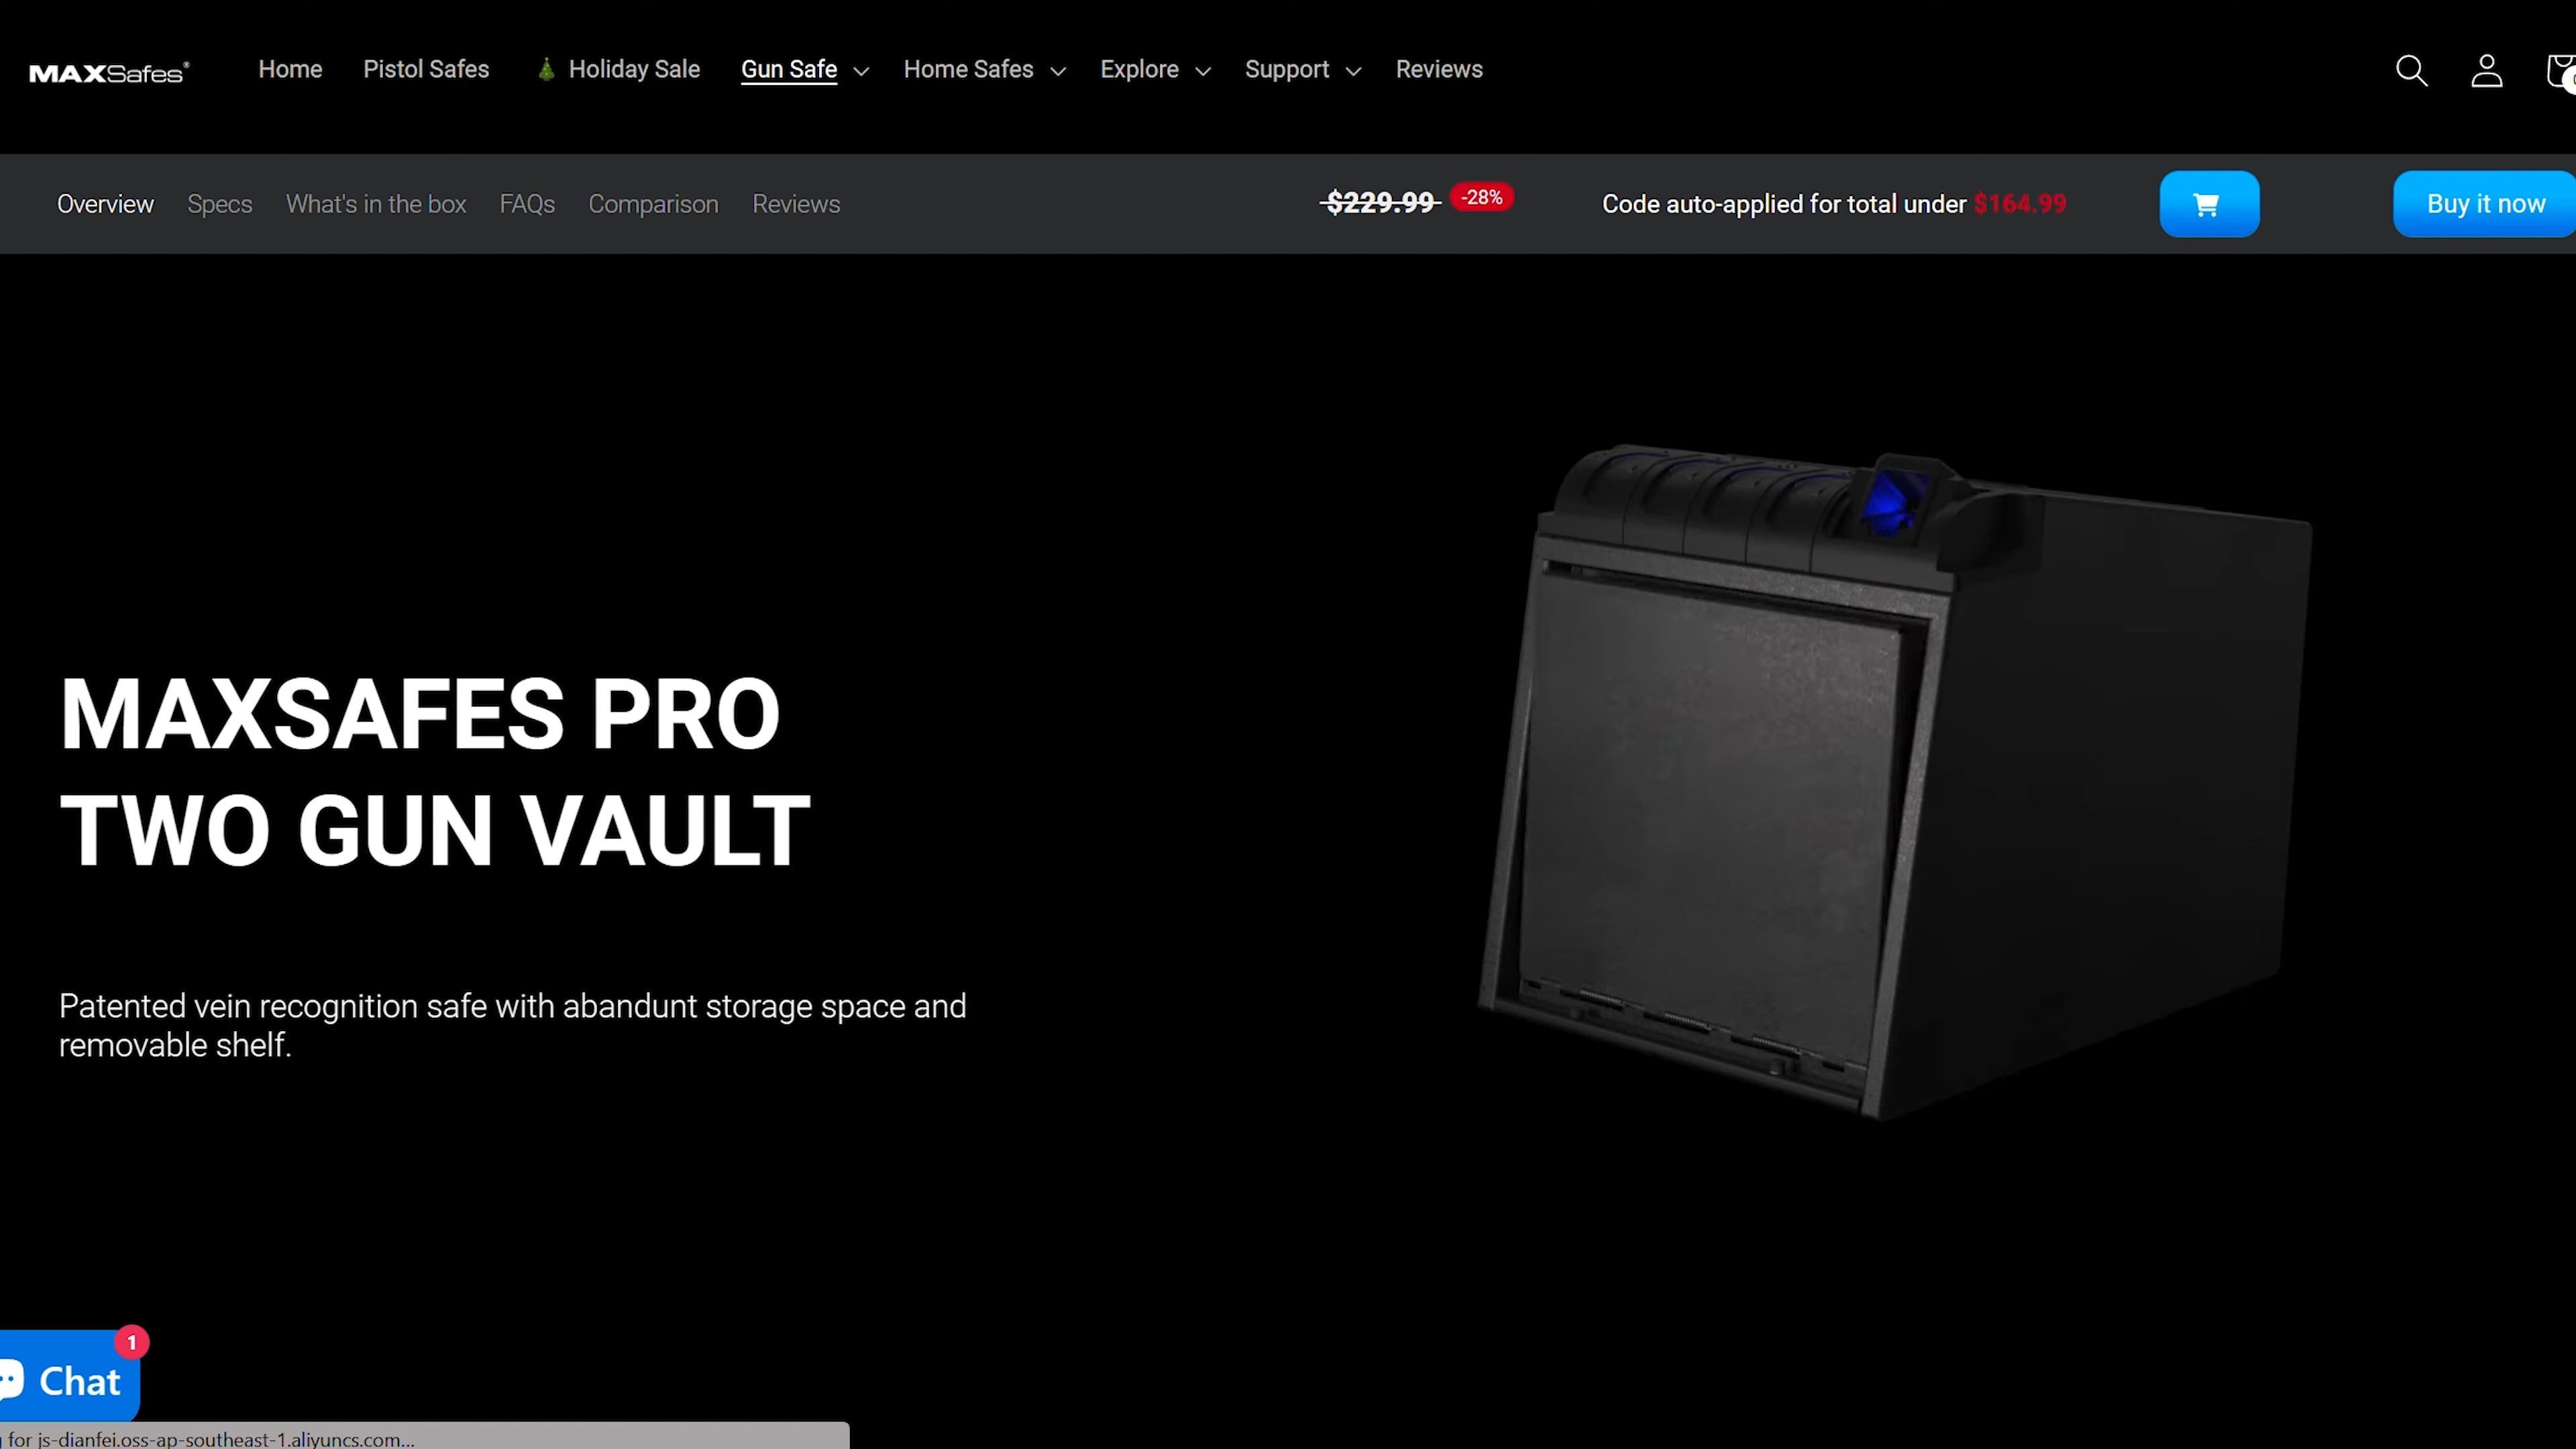 MAXSafes®
Home Pistol Safes Holiday Sale Gun Safe Home Safes Explore Support Reviews
Overview Specs What's in the box FAQs Comparison Reviews $229.99 -28% Code auto-applied for total under $164.99 Buy it now
MAXSAFES PRO
TWO GUN VAULT
Patented vein recognition safe with abandunt storage space and
removable shelf.
1
Chat
for js-dianfei.oss-ap-southeast-1.aliyuncs.com...